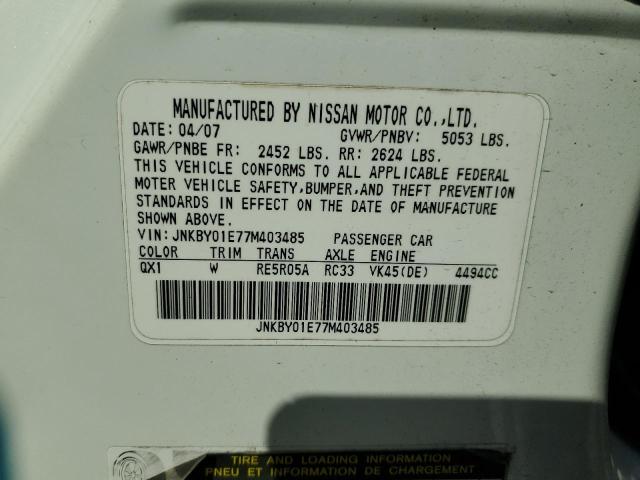 MANUFACTURED BY NISSAN MOTOR CO.,LTD.
DATE: 04/07 GVWR/PNBV: 5053 LBS.
GAWR/PNBE FR: 2452 LBS. RR: 2624 LBS.
THIS VEHICLE CONFORMS TO ALL APPLICABLE FEDERAL
MOTER VEHICLE SAFETY,BUMPER,AND THEFT PREVENTION
STANDARDS IN EFFECT ON THE DATE OF MANUFACTURE
SHOWN ABOVE.
VIN: JNKBY01E77M403485 PASSENGER CAR
COLOR TRIM TRANS AXLE ENGINE
QX1 W RE5R05A RC33 VK45(DE) 4494CC
JNKBY01E77M403485
TIRE AND LOADING INFORMATION
PNEU ET INFORMATION DE CHARGEMENT